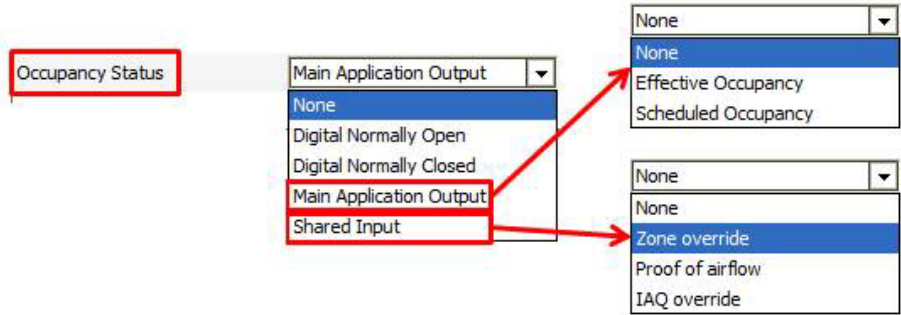 Occupancy Status
Main Application Output
None
Digital Normally Open
Digital Normally Closed
Main Application Output
Shared Input
None
None
Effective Occupancy
Scheduled Occupancy
None
None
Zone override
Proof of airflow
IAQ override